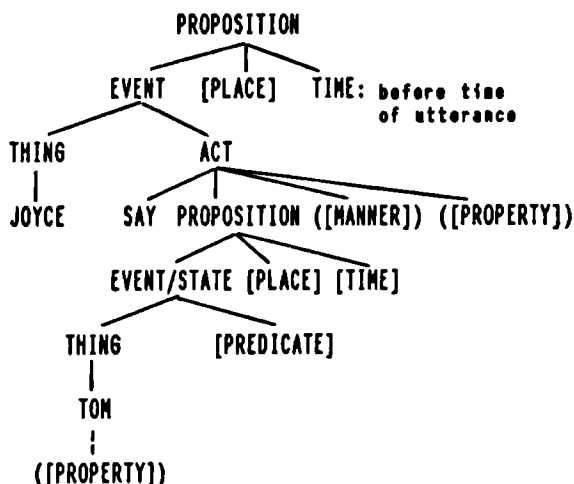 PROPOSITION
EVENT [PLACE] TIME: before time
of utterance
THING ACT
JOYCE SAY PROPOSITION ([MANNER]) ([PROPERTY])
EVENT/STATE [PLACE] [TIME]
THING [PREDICATE]
TOM
([PROPERTY])